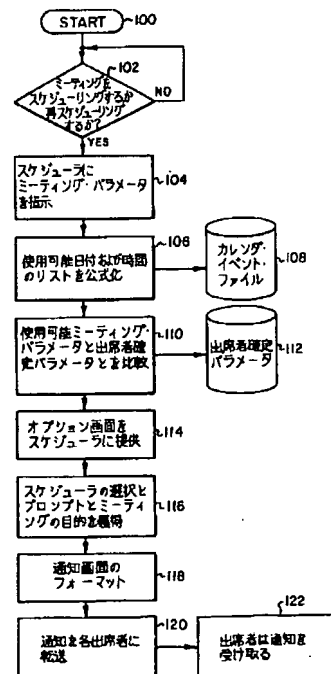 START
100
102
ミーティングを
スケジューリングするか
再スケジューリング
するか?
NO
YES
スケジューラに
ミーティング・パラメータ
を指示
104
使用可能日付および時間
のリストを公式化
106
カレンダ・
イベント・
ファイル
108
使用可能ミーティング・
パラメータと出席者確
定パラメータとを比較
110
出席者確定
パラメータ
112
オプション画面を
スケジューラに提供
114
スケジューラの選択と
プロンプトとミーティ
ングの目的を獲得
116
通知画面の
フォーマット
118
通知を各出席者に
転送
120
出席者は通知を
受け取る
122